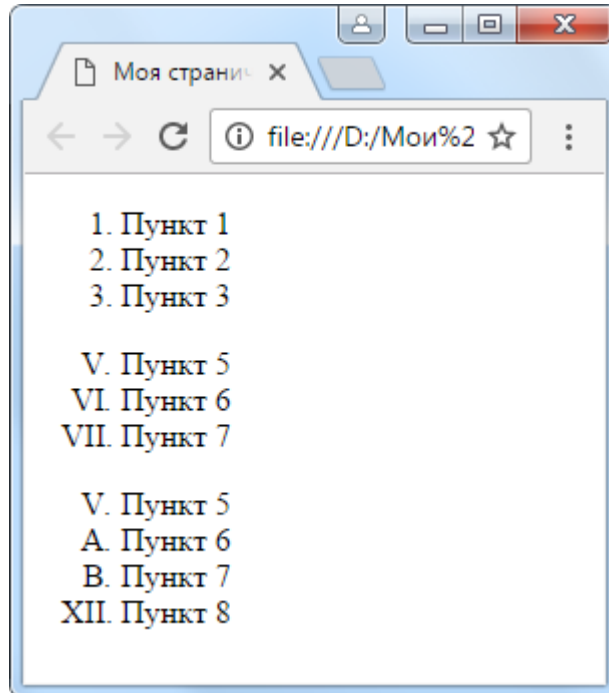 Моя странич
file:///D:/Мои%2
1. Пункт 1
2. Пункт 2
3. Пункт 3
V. Пункт 5
VI. Пункт 6
VII. Пункт 7
V. Пункт 5
A. Пункт 6
B. Пункт 7
XII. Пункт 8